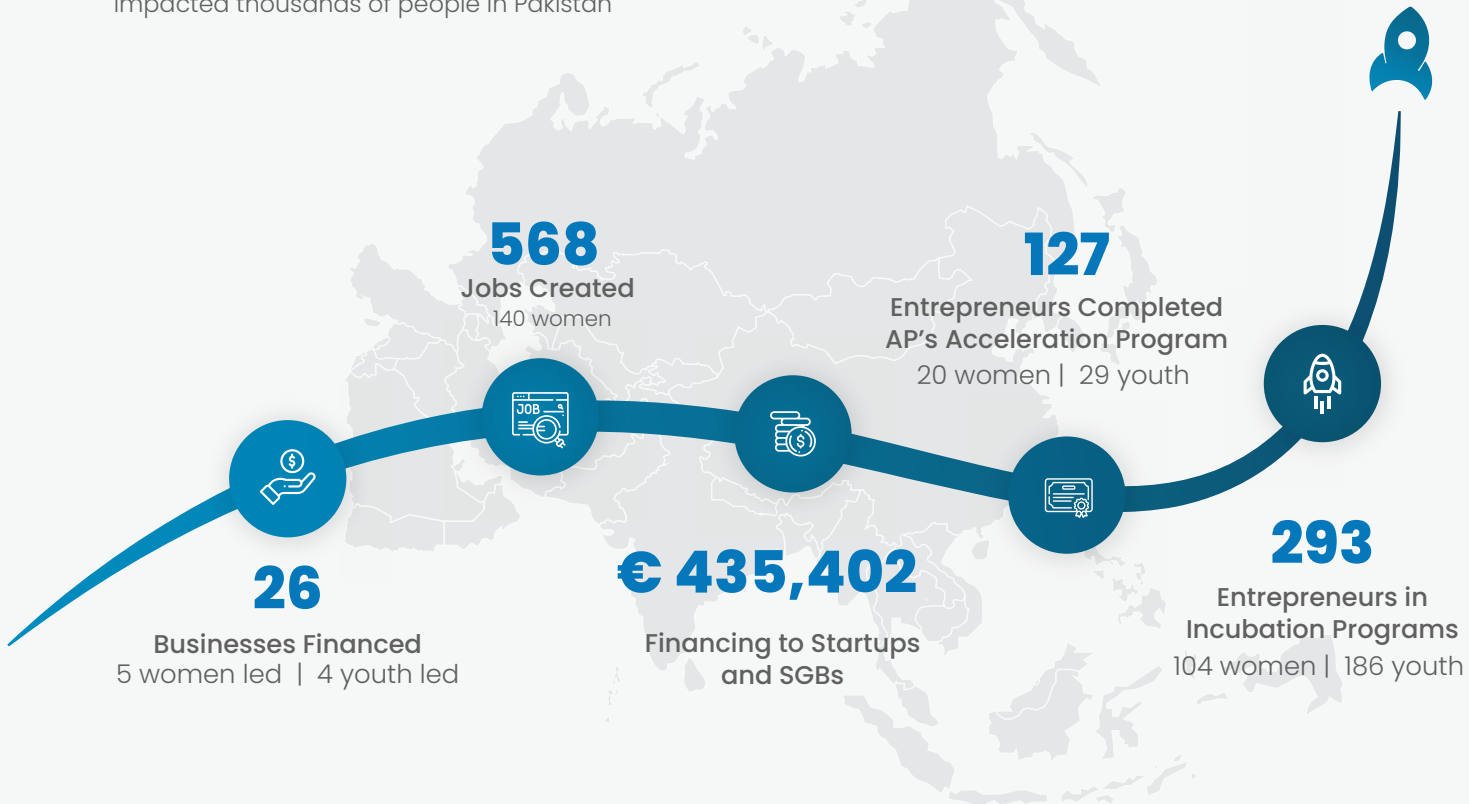 impacted thousands of people in Pakistan
568
Jobs Created
140 women
127
Entrepreneurs Completed
AP's Acceleration Program
20 women | 29 youth
JOB
26
Businesses Financed
5 women led | 4 youth led
€ 435,402
Financing to Startups
and SGBs
293
Entrepreneurs in
Incubation Programs
104 women | 186 youth